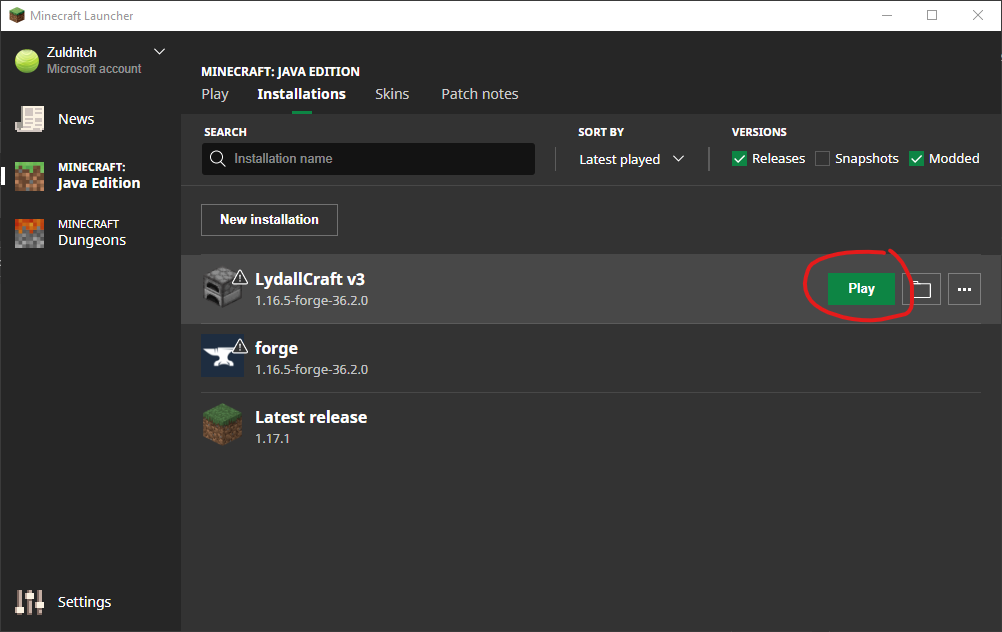 Minecraft Launcher
Zuldritch
Microsoft account
News
MINECRAFT:
Java Edition
MINECRAFT
Dungeons
Settings
MINECRAFT: JAVA EDITION
Play Installations Skins Patch notes
SEARCH SORT BY VERSIONS
Installation name Latest played Releases Snapshots Modded
New installation
LydallCraft v3
1.16.5-forge-36.2.0
Play ...
forge
1.16.5-forge-36.2.0
Latest release
1.17.1